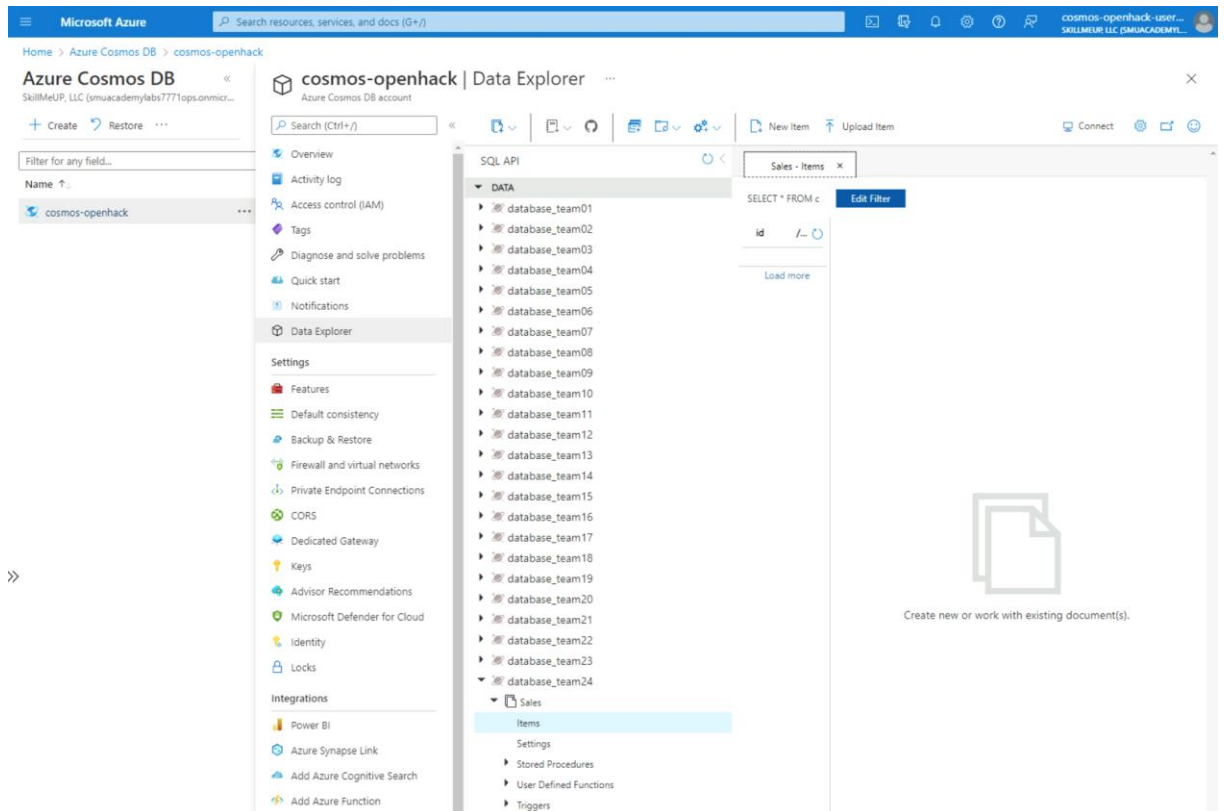 Microsoft Azure
Search resources, services, and docs (G+/)
cosmos-openhack-user...
SKILLMEUP, LLC (SMUACADEMYL...
Home > Azure Cosmos DB > cosmos-openhack
Azure Cosmos DB
SkillMeUP, LLC (smuacademylabs7771ops.onmicr...
+ Create
Restore
...
Filter for any field...
Name ↑
cosmos-openhack
...
cosmos-openhack | Data Explorer
...
Azure Cosmos DB account
Search (Ctrl+/)
Overview
Activity log
Access control (IAM)
Tags
Diagnose and solve problems
Quick start
Notifications
Data Explorer
Settings
Features
Default consistency
Backup & Restore
Firewall and virtual networks
Private Endpoint Connections
CORS
Dedicated Gateway
Keys
Advisor Recommendations
Microsoft Defender for Cloud
Identity
Locks
Integrations
Power BI
Azure Synapse Link
Add Azure Cognitive Search
Add Azure Function
New Item
Upload Item
Connect
SQL API
DATA
database_team01
database_team02
database_team03
database_team04
database_team05
database_team06
database_team07
database_team08
database_team09
database_team10
database_team11
database_team12
database_team13
database_team14
database_team15
database_team16
database_team17
database_team18
database_team19
database_team20
database_team21
database_team22
database_team23
database_team24
Sales
Items
Settings
Stored Procedures
User Defined Functions
Triggers
Sales - Items
SELECT * FROM c
Edit Filter
id
/...
Load more
Create new or work with existing document(s).